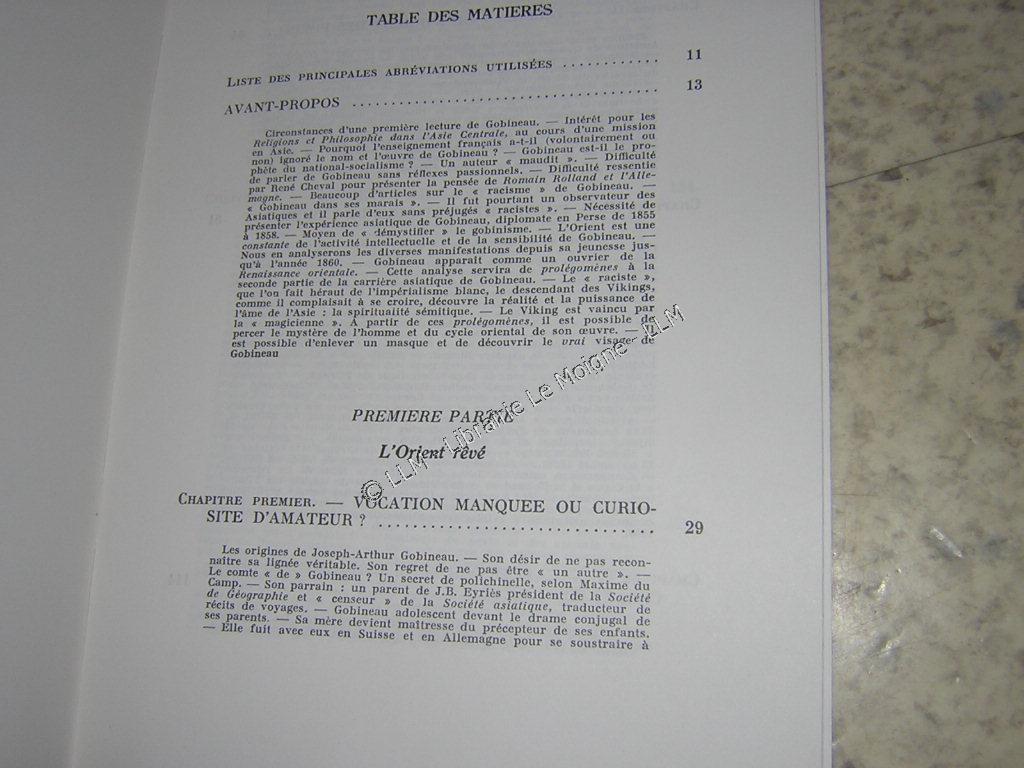 TABLE DES MATIERES
LISTE DES PRINCIPALES ABRÉVIATIONS UTILISÉES ............ 11
AVANT-PROPOS ...................................... 13
Circonstances d'une première lecture de Gobineau. — Intérêt pour les
Religions et Philosophie dans l'Asie Centrale, au cours d'une mission
en Asie. — Pourquoi l'enseignement français a-t-il (volontairement ou
non) ignoré le nom et l'œuvre de Gobineau ? — Gobineau est-il le pro-
phète du national-socialisme ? — Un auteur « maudit ». — Difficulté
de parler de Gobineau sans réflexes passionnels. — Difficulté ressentie
par René Cheval pour présenter la pensée de Romain Rolland et l'Alle-
magne. — Beaucoup d'articles sur le « racisme » de Gobineau. —
« Gobineau dans ses marais ». — Il fut pourtant un observateur des
Asiatiques et il parle d'eux sans préjugés « racistes ». — Nécessité de
présenter l'expérience asiatique de Gobineau, diplomate en Perse de 1855
à 1858. — Moyen de « démystifier » le gobinisme. — L'Orient est une
constante de l'activité intellectuelle et de la sensibilité de Gobineau. —
Nous en analyserons les diverses manifestations depuis sa jeunesse jus-
qu'à l'année 1860. — Gobineau apparaît comme un ouvrier de la
Renaissance orientale. — Cette analyse servira de prolégomènes à la
seconde partie de la carrière asiatique de Gobineau. — Le « raciste »,
que l'on fait héraut de l'impérialisme blanc, le descendant des Vikings,
comme il complaisait à se croire, découvre la réalité et la puissance de
l'âme de l'Asie : la spiritualité sémitique. — Le Viking est vaincu par
la « magicienne ». A partir de ces prolégomènes, il est possible de
percer le mystère de l'homme et du cycle oriental de son œuvre. — Il
est possible d'enlever un masque et de découvrir le vrai visage de
Gobineau
PREMIERE PARTIE
L'Orient rêvé
CHAPITRE PREMIER. — VOCATION MANQUEE OU CURIO-
SITE D'AMATEUR ? ............................. 29
Les origines de Joseph-Arthur Gobineau. — Son désir de ne pas recon-
naître sa lignée véritable. Son regret de ne pas être « un autre ». —
Le comte « de » Gobineau ? Un secret de polichinelle, selon Maxime du
Camp. — Son parrain : un parent de J.B. Eyriès président de la Société
de Géographie et « censeur » de la Société asiatique, traducteur de
récits de voyages. — Gobineau adolescent devant le drame conjugal de
ses parents. — Sa mère devient maîtresse du précepteur de ses enfants.
— Elle fuit avec eux en Suisse et en Allemagne pour se soustraire à
© LLM - Librairie Le Moigne - LLM